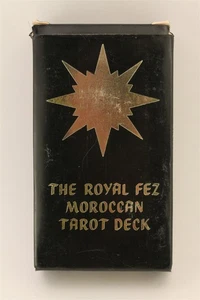 THE ROYAL FEZ
MOROCCAN
TAROT DECK